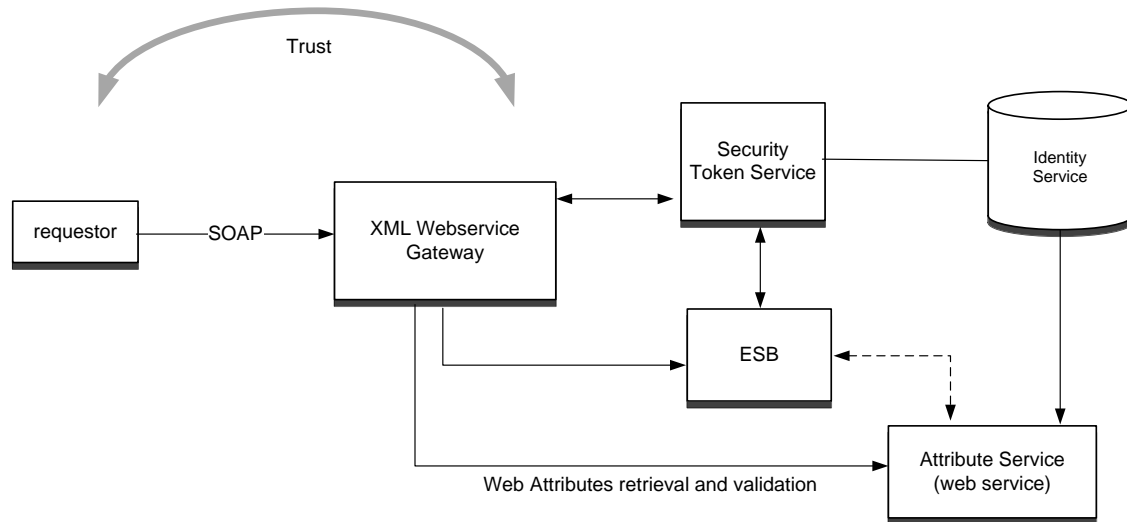 Trust
Security
Token Service
Identity
Service
requestor
SOAP
XML Webservice
Gateway
ESB
Attribute Service
(web service)
Web Attributes retrieval and validation